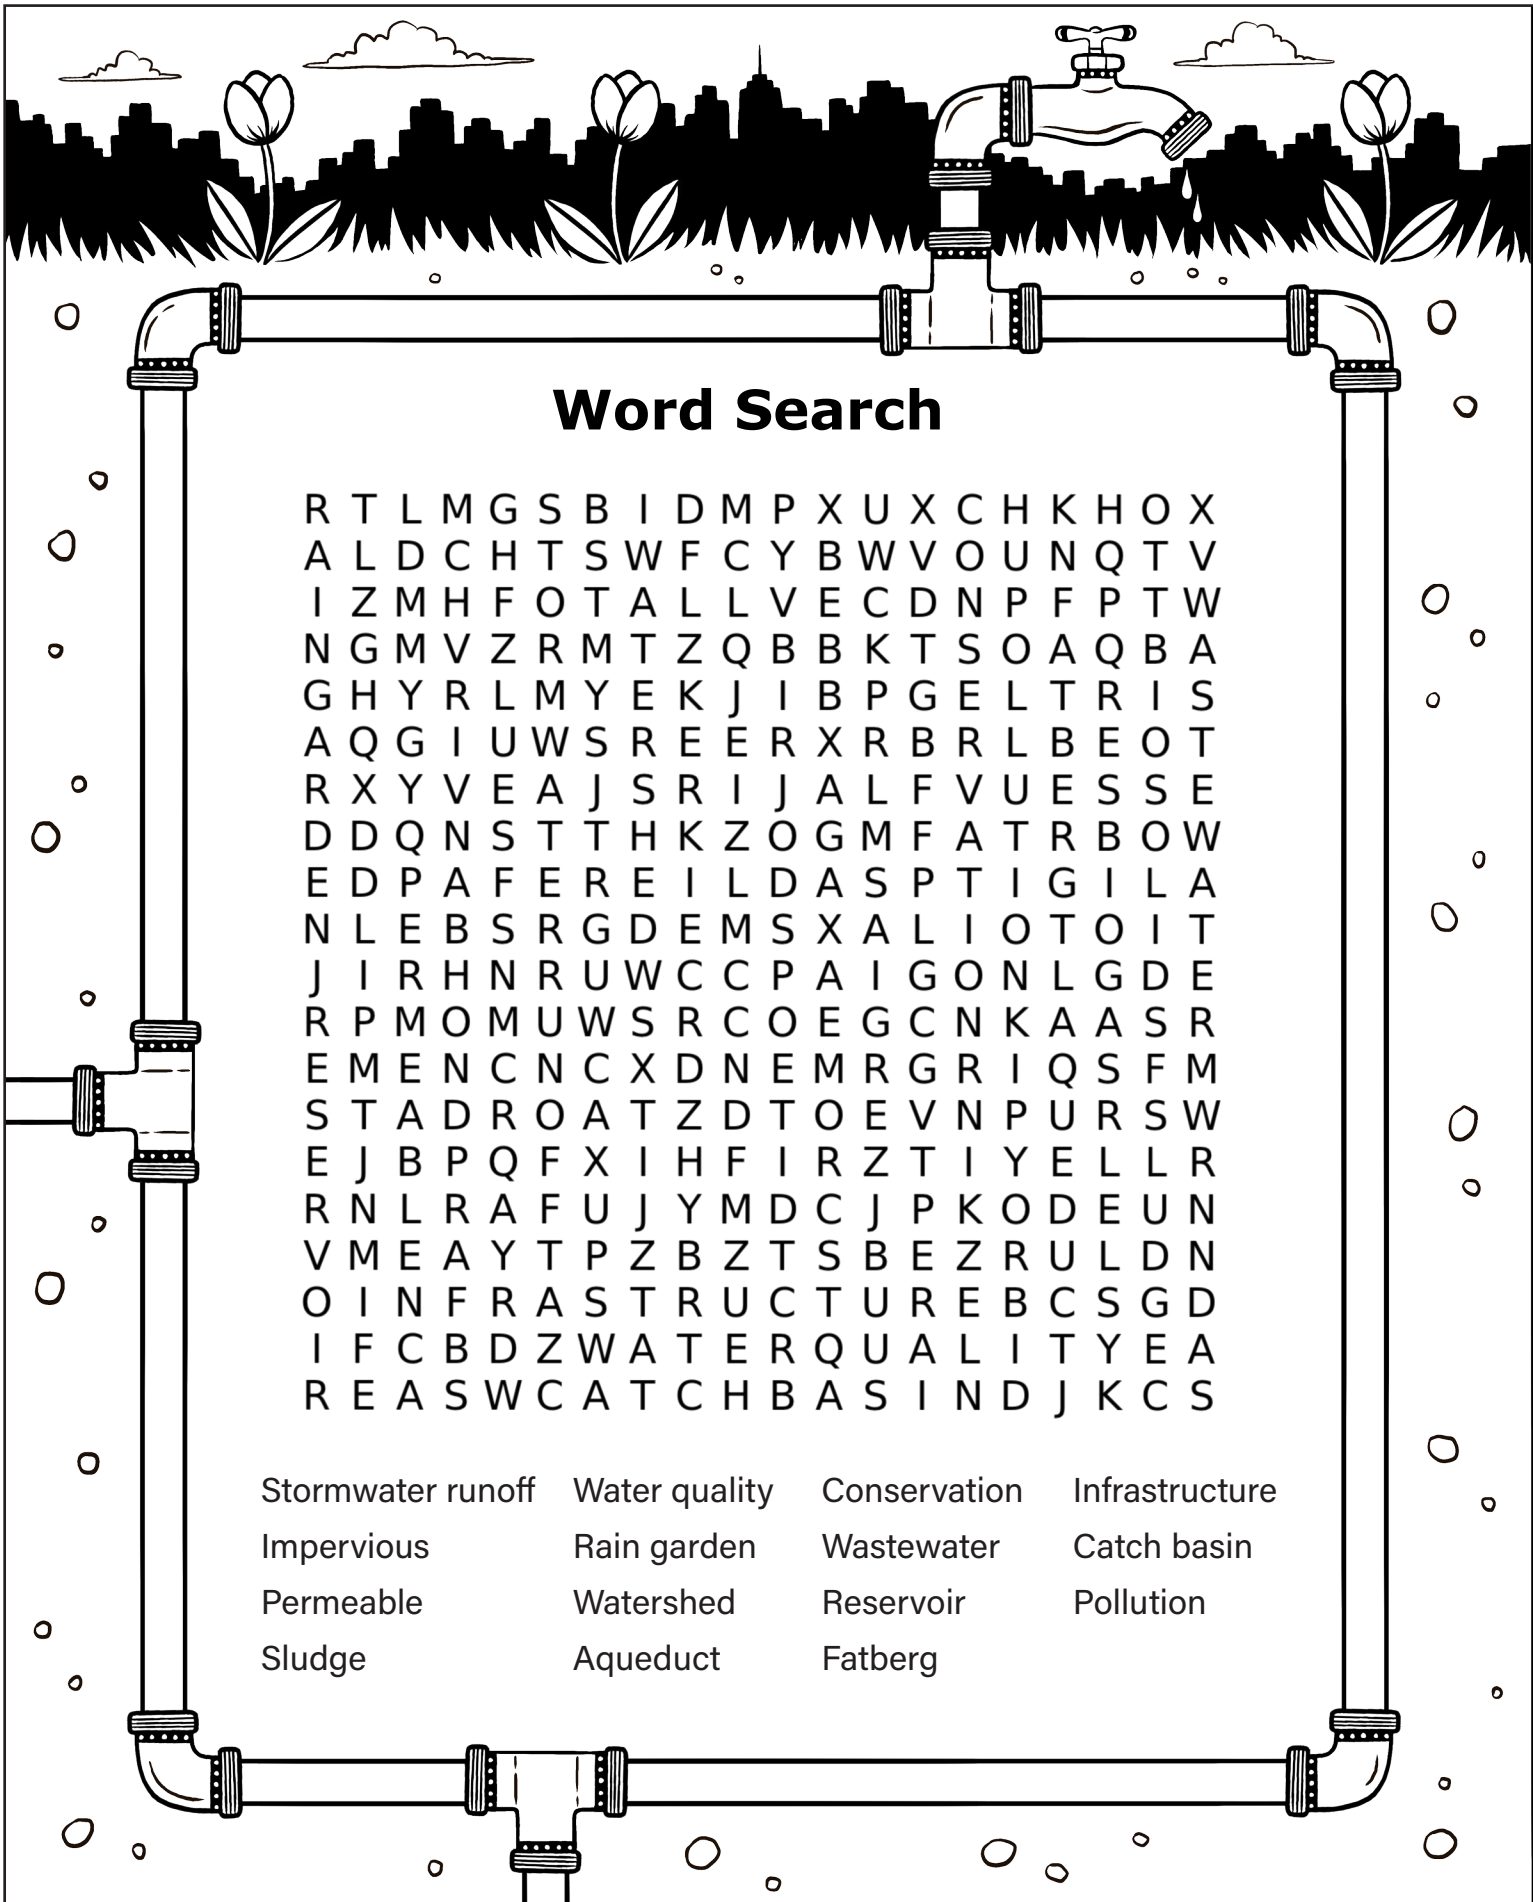 Word Search
R T L M G S B I D M P X U X C H K H O X
A L D C H T S W F C Y B W V O U N Q T V
I Z M H F O T A L L V E C D N P F P T W
N G M V Z R M T Z Q B B K T S O A Q B A
G H Y R L M Y E K J I B P G E L T R I S
A Q G I U W S R E E R X R B R L B E O T
R X Y V E A J S R I J A L F V U E S S E
D D Q N S T T H K Z O G M F A T R B O W
E D P A F E R E I L D A S P T I G I L A
N L E B S R G D E M S X A L I O T O I T
J I R H N R U W C C P A I G O N L G D E
R P M O M U W S R C O E G C N K A A S R
E M E N C N C X D N E M R G R I Q S F M
S T A D R O A T Z D T O E V N P U R S W
E J B P Q F X I H F I R Z T I Y E L L R
R N L R A F U J Y M D C J P K O D E U N
V M E A Y T P Z B Z T S B E Z R U L D N
O I N F R A S T R U C T U R E B C S G D
I F C B D Z W A T E R Q U A L I T Y E A
R E A S W C A T C H B A S I N D J K C S
Stormwater runoff Water quality Conservation Infrastructure
Impervious Rain garden Wastewater Catch basin
Permeable Watershed Reservoir Pollution
Sludge Aqueduct Fatberg